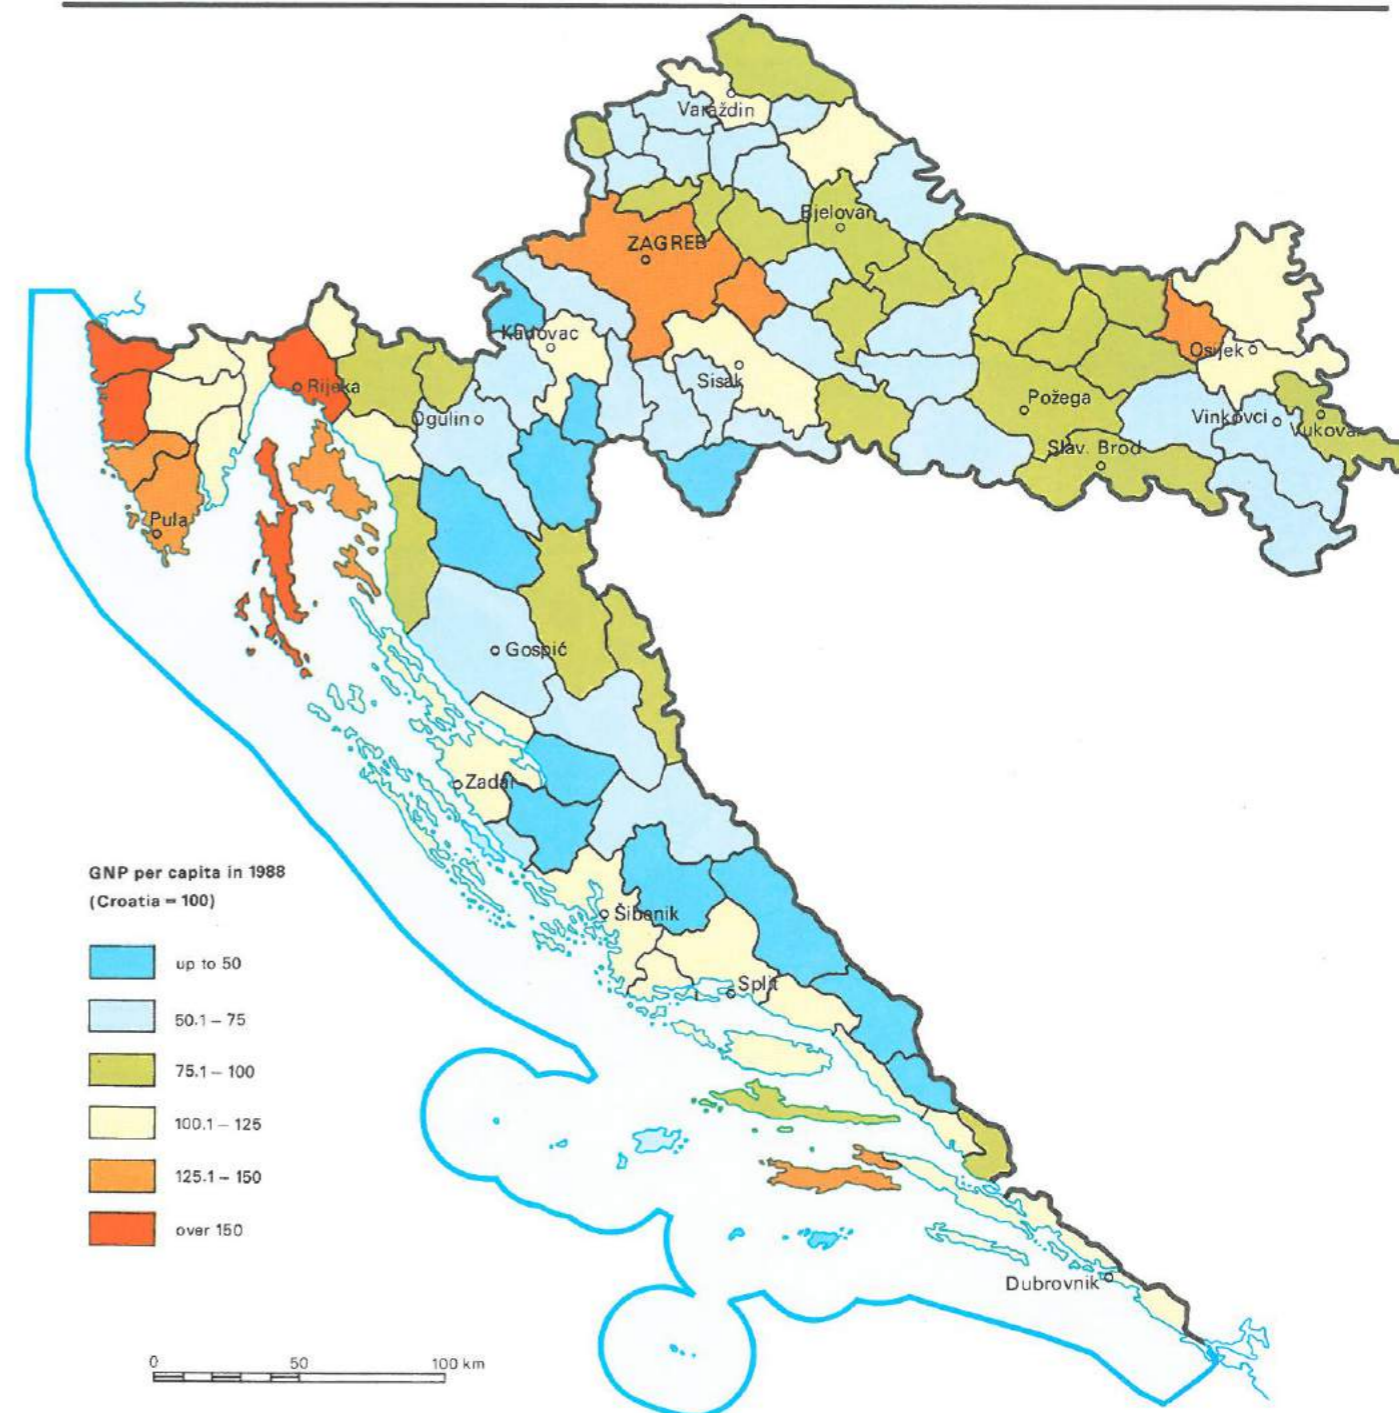 Varaždin
Bjelovar
ZAGREB
Karlovac
Osijek
Sisak
Rijeka
Požega
Ogulin
Vinkovci
Vukovar
Slav. Brod
Pula
Gospić
Zadar
GNP per capita in 1988
(Croatia = 100)
Šibenik
up to 50
Split
50.1 – 75
75.1 – 100
100.1 – 125
125.1 – 150
over 150
Dubrovnik
0 50 100 km